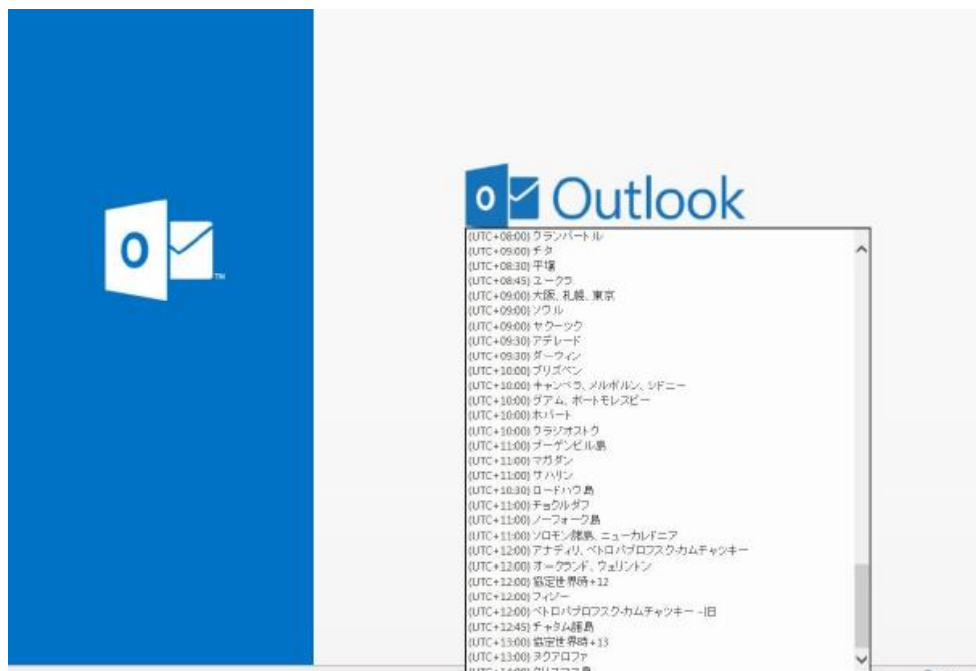 Outlook
(UTC+08:00) ウランバートル
(UTC+09:00) チタ
(UTC+08:30) 平壌
(UTC+08:45) ユークラ
(UTC+09:00) 大阪、札幌、東京
(UTC+09:00) ソウル
(UTC+09:00) ヤクーツク
(UTC+09:30) アデレード
(UTC+09:30) ダーウィン
(UTC+10:00) ブリズベン
(UTC+10:00) キャンベラ、メルボルン、シドニー
(UTC+10:00) グアム、ポートモレスビー
(UTC+10:00) ホバート
(UTC+10:00) ウラジオストク
(UTC+11:00) ブーゲンビル島
(UTC+11:00) マガダン
(UTC+11:00) サハリン
(UTC+10:30) ロードハウ島
(UTC+11:00) チョクルダフ
(UTC+11:00) ノーフォーク島
(UTC+11:00) ソロモン諸島、ニューカレドニア
(UTC+12:00) アナディリ、ペトロパブロフスク-カムチャツキー
(UTC+12:00) オークランド、ウェリントン
(UTC+12:00) 協定世界時+12
(UTC+12:00) フィジー
(UTC+12:00) ペトロパブロフスク-カムチャツキー - 旧
(UTC+12:45) チャタム諸島
(UTC+13:00) 協定世界時+13
(UTC+13:00) ヌクアロファ